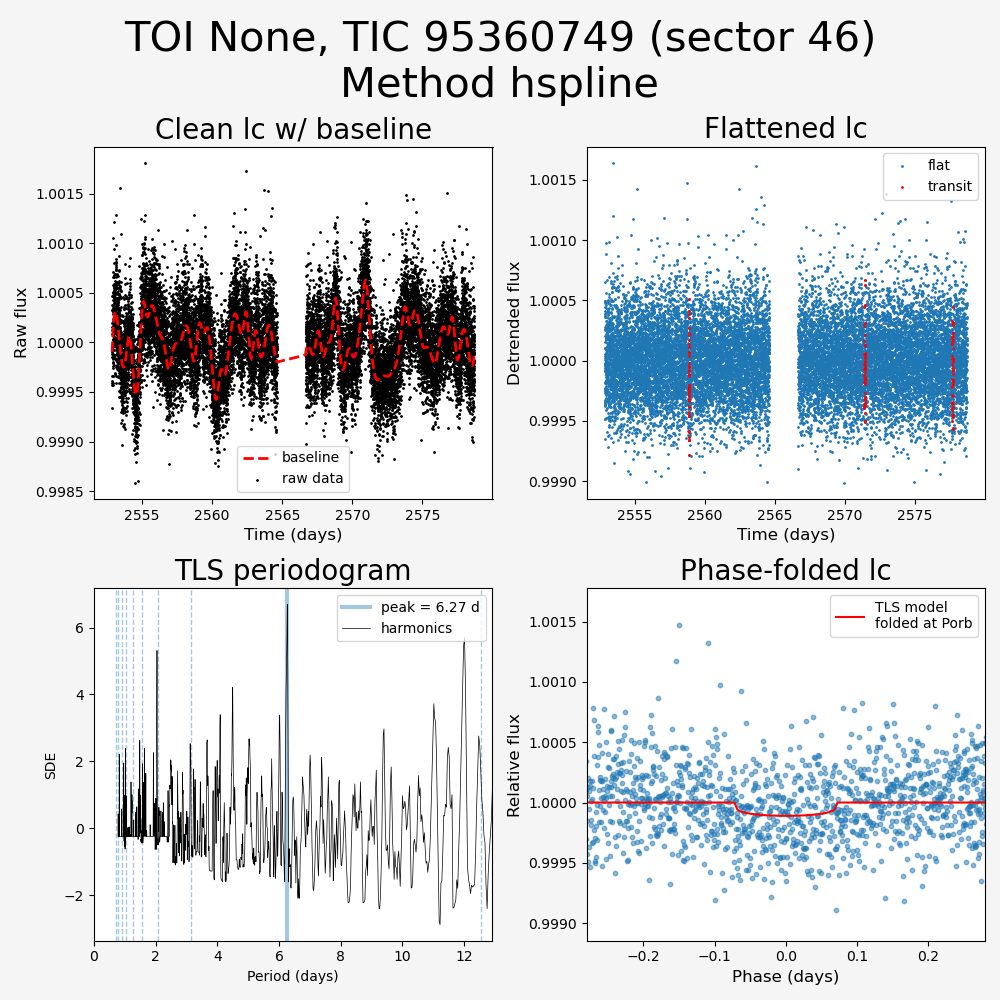 TOI None, TIC 95360749 (sector 46)
Method hspline
Clean lc w/ baseline
Raw flux
1.0015
1.0010
1.0005
1.0000
0.9995
0.9990
0.9985
baseline
raw data
2555 2560 2565 2570 2575
Time (days)
Flattened lc
Detrended flux
1.0015
1.0010
1.0005
1.0000
0.9995
0.9990
flat
transit
2555 2560 2565 2570 2575
Time (days)
TLS periodogram
SDE
6
4
2
0
−2
peak = 6.27 d
harmonics
0 2 4 6 8 10 12
Period (days)
Phase-folded lc
Relative flux
1.0015
1.0010
1.0005
1.0000
0.9995
0.9990
TLS model
folded at Porb
−0.2 −0.1 0.0 0.1 0.2
Phase (days)